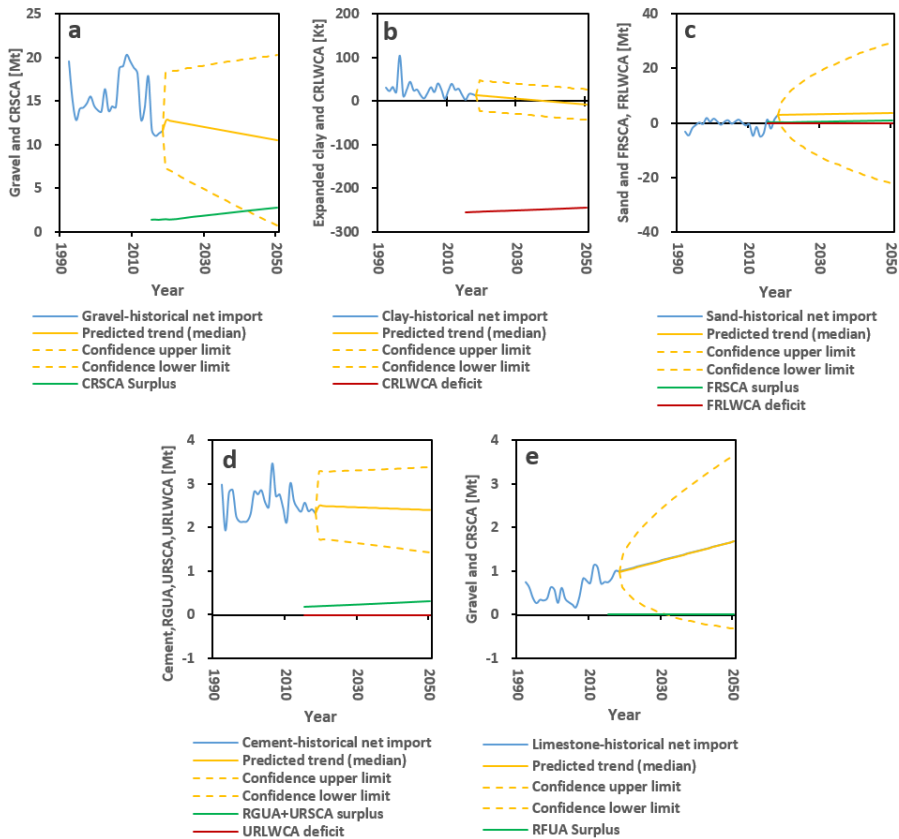 a
Gravel and CRSCA [Mt]
25
20
15
10
5
0
1990
2010
2030
2050
Year
Gravel-historical net import
Predicted trend (median)
Confidence upper limit
Confidence lower limit
CRSCA Surplus
b
Expanded clay and CRLWCA [Kt]
200
100
0
-100
-200
-300
1990
2010
2030
2050
Year
Clay-historical net import
Predicted trend (median)
Confidence upper limit
Confidence lower limit
CRLWCA deficit
c
Sand and FRSCA, FRLWCA [Mt]
40
20
0
-20
-40
1990
2010
2030
2050
Year
Sand-historical net import
Predicted trend (median)
Confidence upper limit
Confidence lower limit
FRSCA surplus
FRLWCA deficit
d
Cement,RGUA,URSCA,URLWCA [Mt]
4
3
2
1
0
-1
1990
2010
2030
2050
Year
Cement-historical net import
Predicted trend (median)
Confidence upper limit
Confidence lower limit
RGUA+URSCA surplus
URLWCA deficit
e
Gravel and CRSCA [Mt]
4
3
2
1
0
-1
1990
2010
2030
2050
Year
Limestone-historical net import
Predicted trend (median)
Confidence upper limit
Confidence lower limit
RFUA Surplus